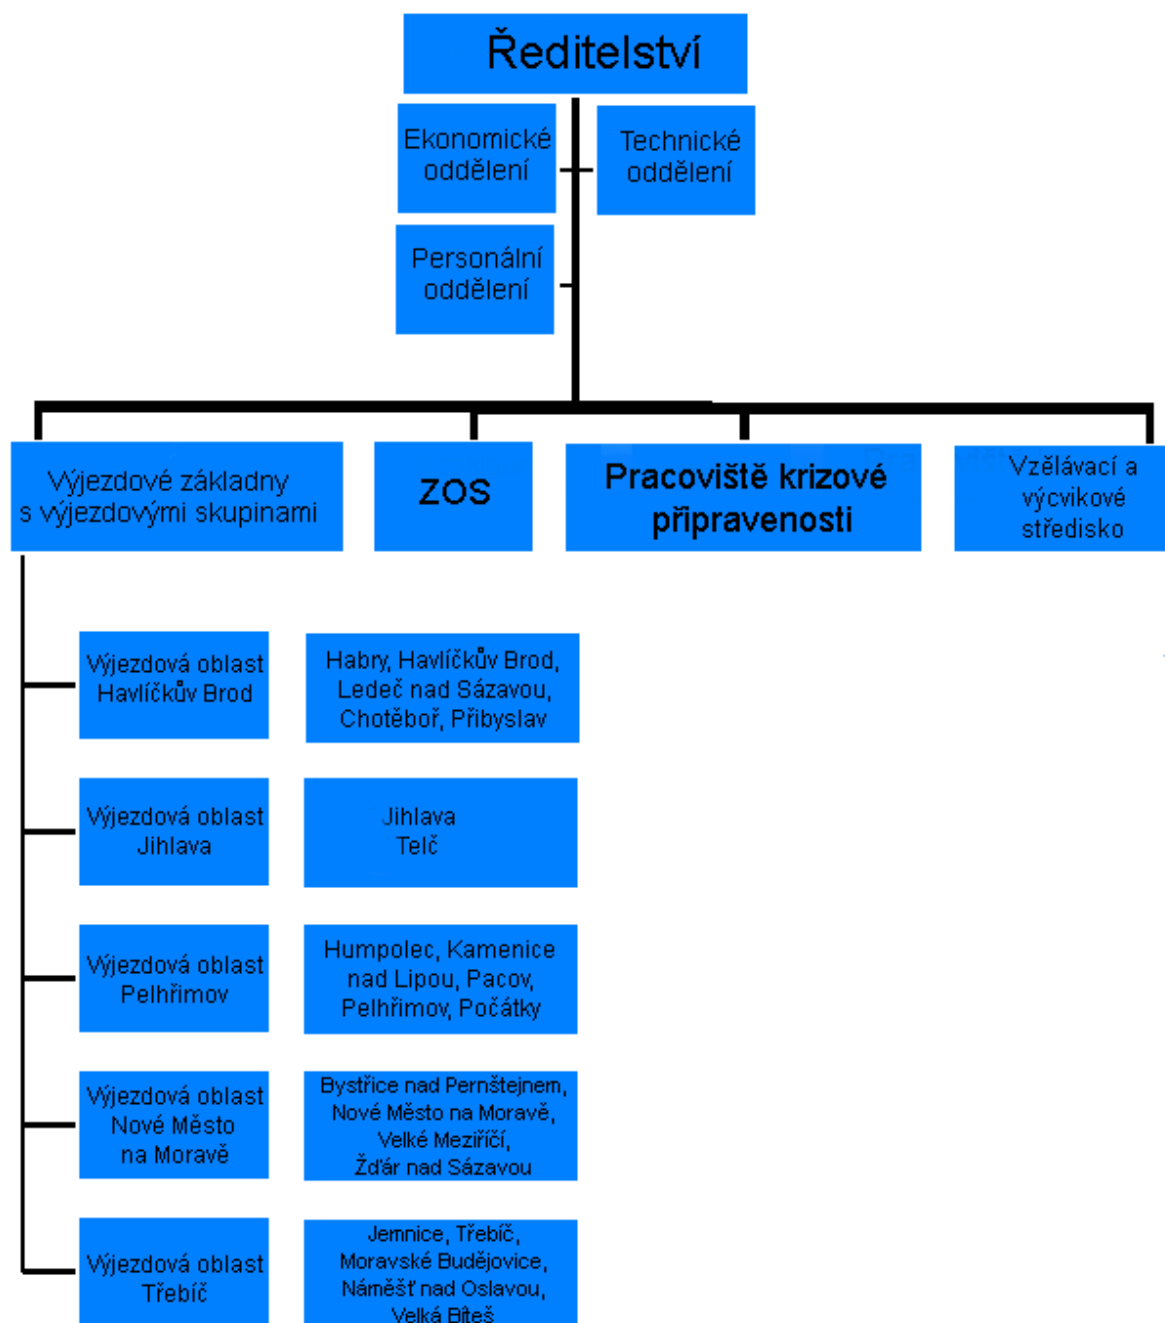 Ředitelství
Ekonomické
oddělení
Technické
oddělení
Personální
oddělení
Výjezdové základny
s výjezdovými skupinami
ZOS
Pracoviště krizové
připravenosti
Vzělávací a
výcvikové
středisko
Výjezdová oblast
Havlíčkův Brod
Habry, Havlíčkův Brod,
Ledeč nad Sázavou,
Chotěboř, Přibyslav
Výjezdová oblast
Jihlava
Jihlava
Telč
Výjezdová oblast
Pelhřimov
Humpolec, Kamenice
nad Lipou, Pacov,
Pelhřimov, Počátky
Výjezdová oblast
Nové Město
na Moravě
Bystřice nad Pernštejnem,
Nové Město na Moravě,
Velké Meziříčí,
Žďár nad Sázavou
Výjezdová oblast
Třebíč
Jemnice, Třebíč,
Moravské Budějovice,
Náměšť nad Oslavou,
Velká Bíteš